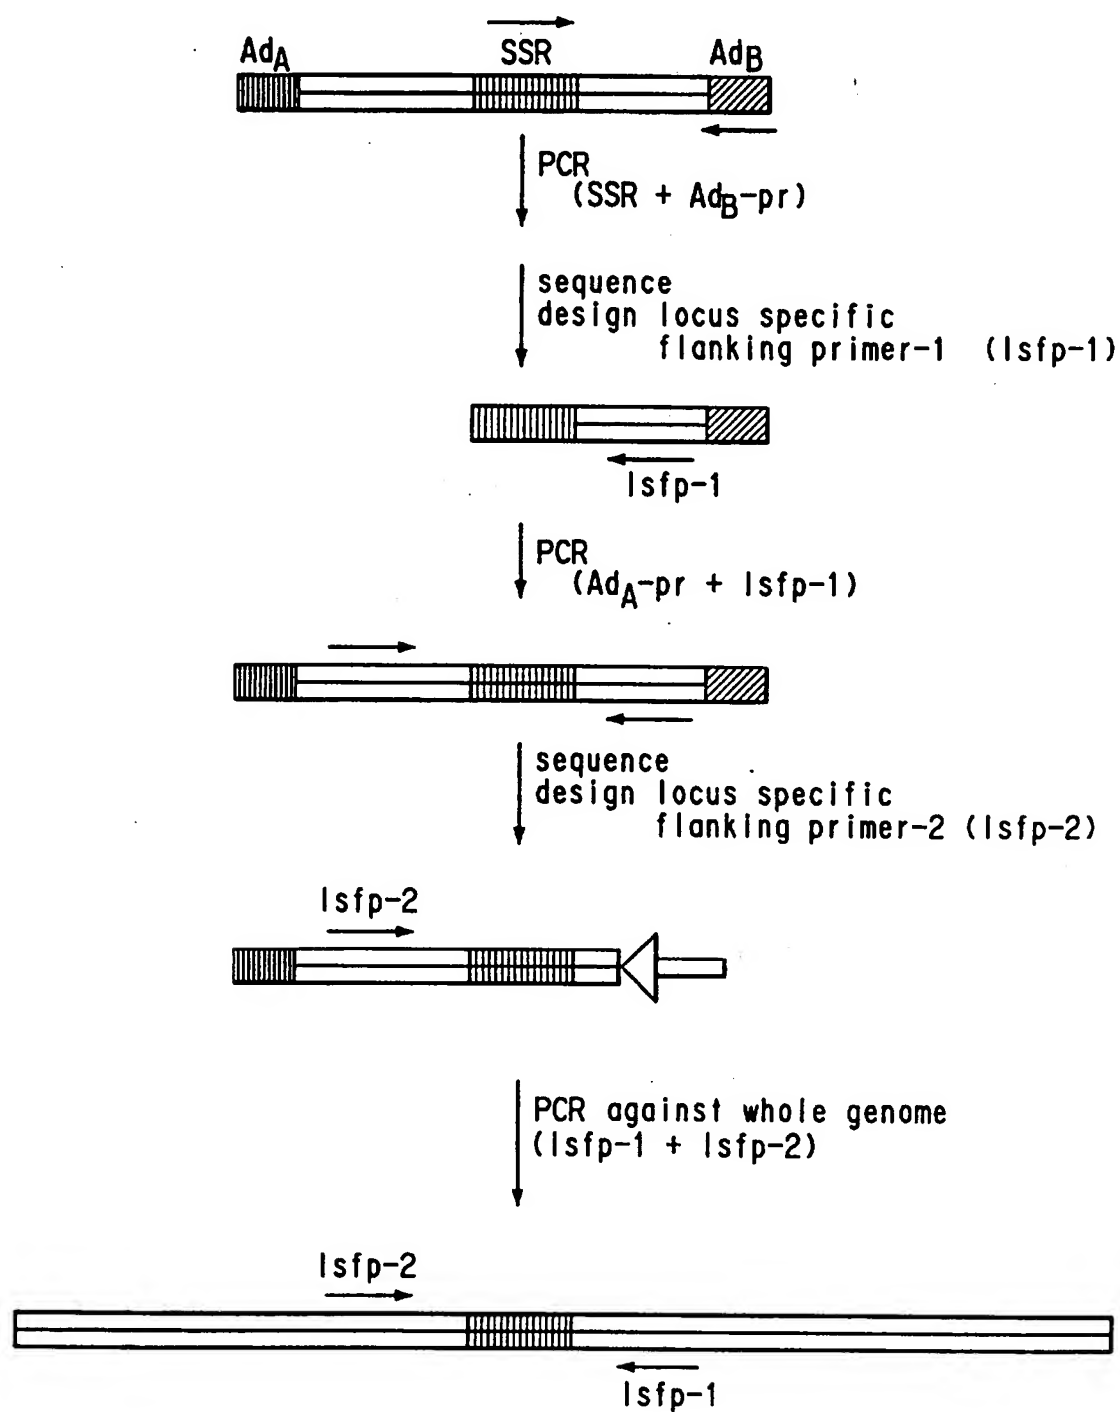 AdA SSR AdB
PCR
(SSR + AdB-pr)
sequence
design locus specific
flanking primer-1 (lsfp-1)
lsfp-1
PCR
(AdA-pr + lsfp-1)
sequence
design locus specific
flanking primer-2 (lsfp-2)
lsfp-2
PCR against whole genome
(lsfp-1 + lsfp-2)
lsfp-2
lsfp-1